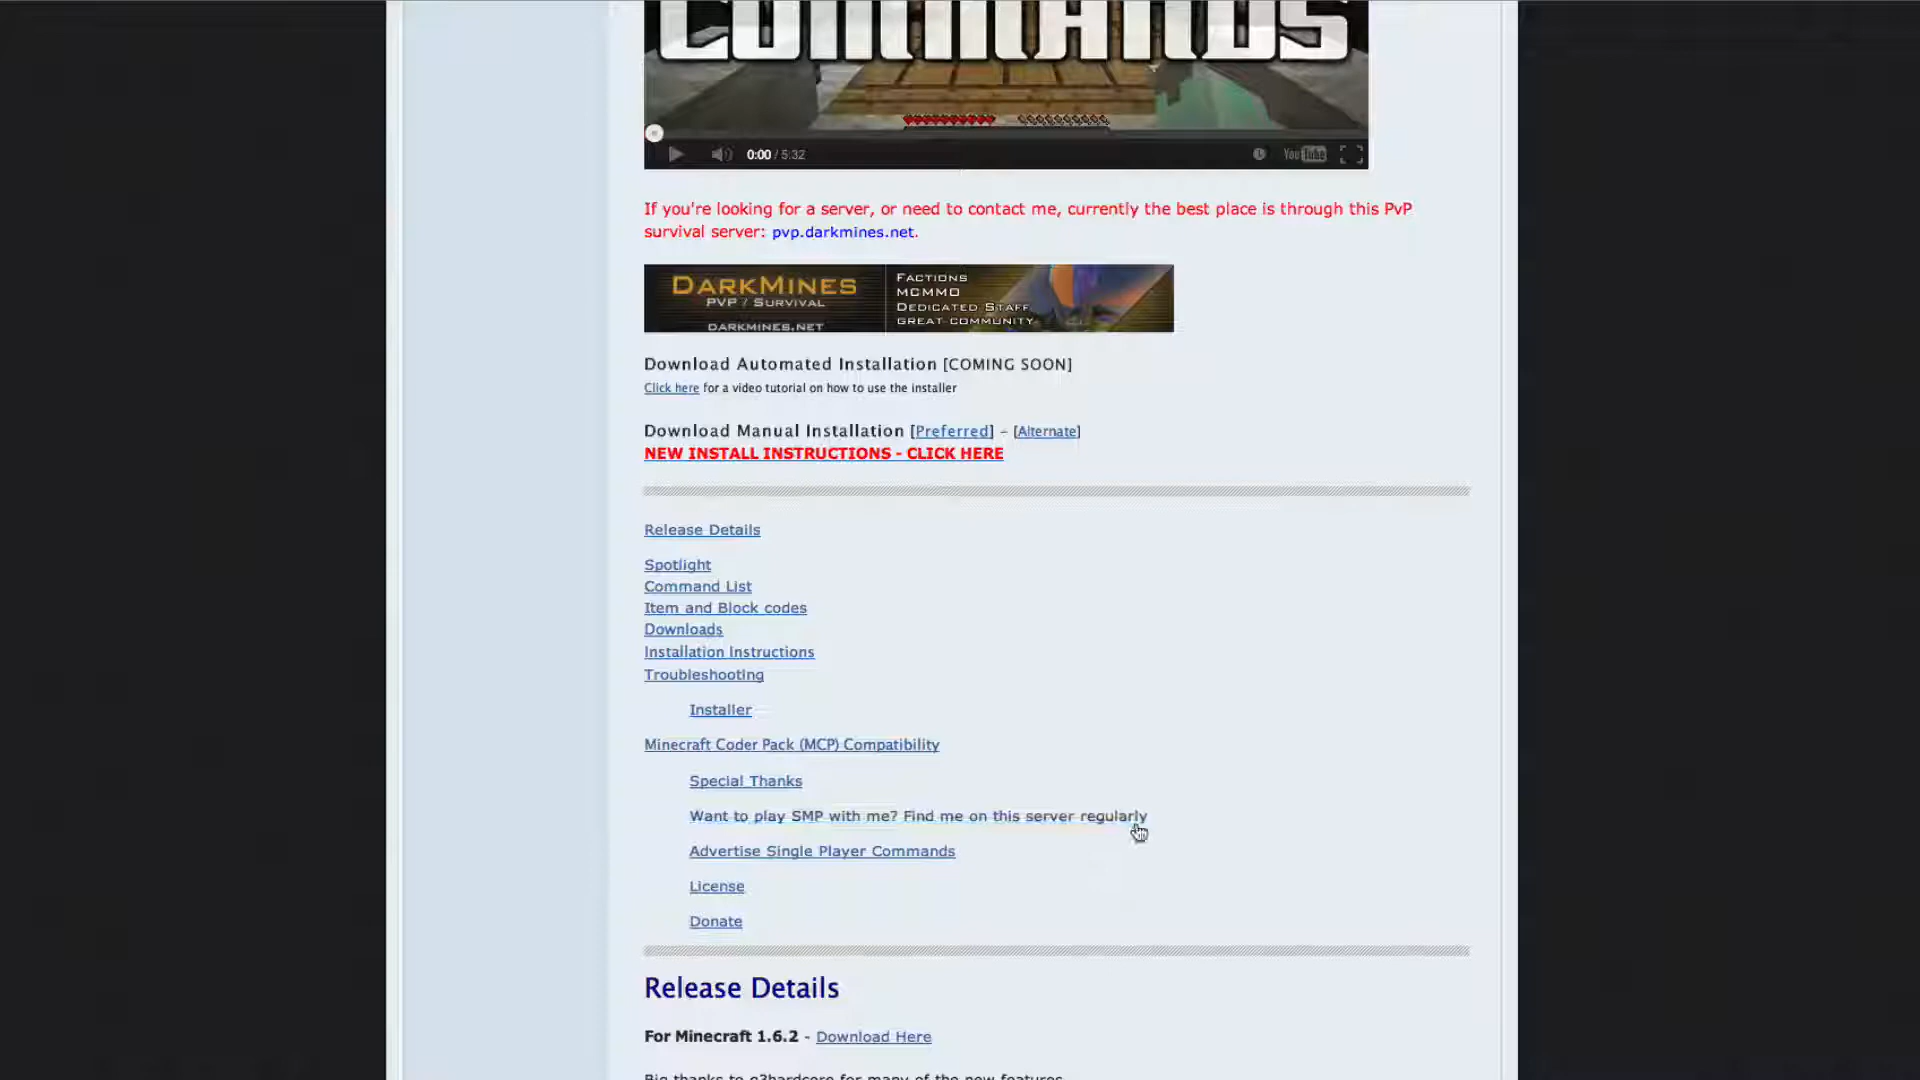 COMMANDS
0:00 / 5:32
YouTube
If you're looking for a server, or need to contact me, currently the best place is through this PvP
survival server: pvp.darkmines.net.
DARKMINES
PVP / SURVIVAL
DARKMINES.NET
FACTIONS
MCMMO
DEDICATED STAFF
GREAT COMMUNITY
Download Automated Installation [COMING SOON]
Click here for a video tutorial on how to use the installer
Download Manual Installation [Preferred] - [Alternate]
NEW INSTALL INSTRUCTIONS - CLICK HERE
Release Details
Spotlight
Command List
Item and Block codes
Downloads
Installation Instructions
Troubleshooting
Installer
Minecraft Coder Pack (MCP) Compatibility
Special Thanks
Want to play SMP with me? Find me on this server regularly
Advertise Single Player Commands
License
Donate
Release Details
For Minecraft 1.6.2 - Download Here
Big thanks to q3hardcore for many of the new features